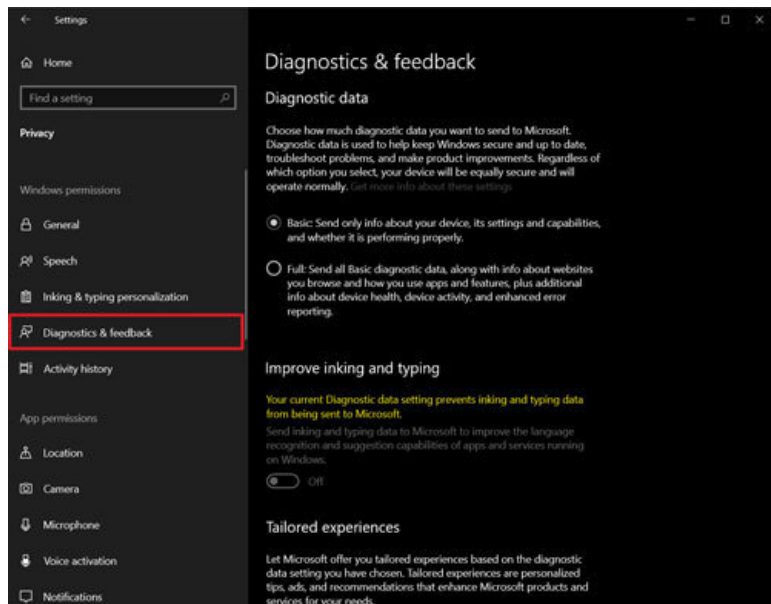 Settings
Home
Find a setting
Privacy
Windows permissions
General
Speech
Inking & typing personalization
Diagnostics & feedback
Activity history
App permissions
Location
Camera
Microphone
Voice activation
Notifications
Diagnostics & feedback
Diagnostic data
Choose how much diagnostic data you want to send to Microsoft.
Diagnostic data is used to help keep Windows secure and up to date,
troubleshoot problems, and make product improvements. Regardless of
which option you select, your device will be equally secure and will
operate normally. Get more info about these settings
Basic: Send only info about your device, its settings and capabilities,
and whether it is performing properly.
Full: Send all Basic diagnostic data, along with info about websites
you browse and how you use apps and features, plus additional
info about device health, device activity, and enhanced error
reporting.
Improve inking and typing
Your current Diagnostic data setting prevents inking and typing data
from being sent to Microsoft.
Send inking and typing data to Microsoft to improve the language
recognition and suggestion capabilities of apps and services running
on Windows.
Off
Tailored experiences
Let Microsoft offer you tailored experiences based on the diagnostic
data setting you have chosen. Tailored experiences are personalized
tips, ads, and recommendations that enhance Microsoft products and
services for your needs.